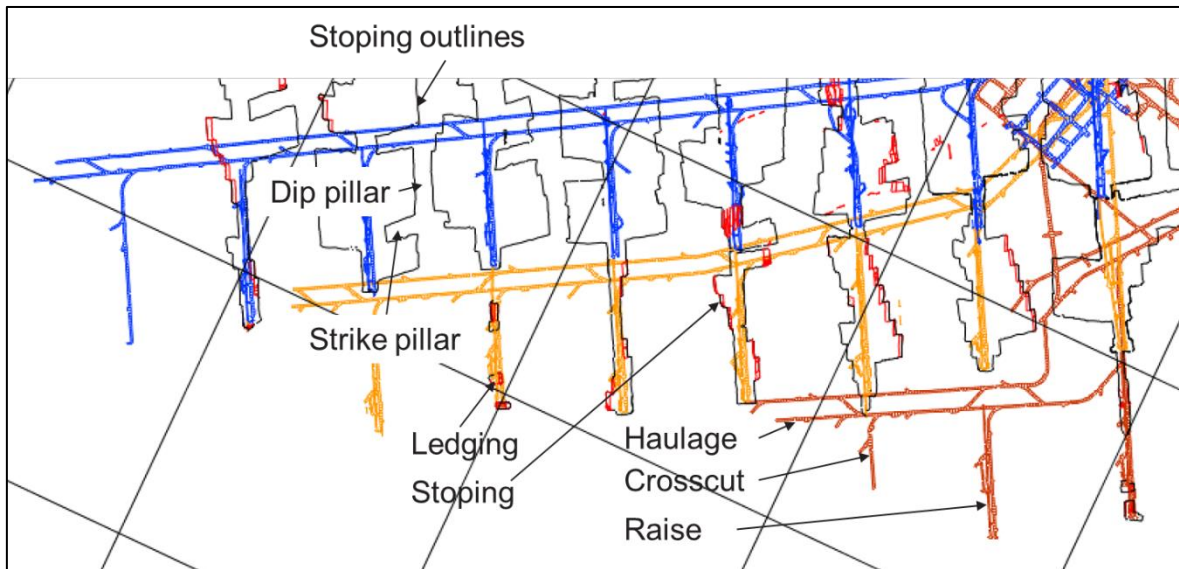 Stoping outlines
Dip pillar
Strike pillar
Ledging
Stoping
Haulage
Crosscut
Raise